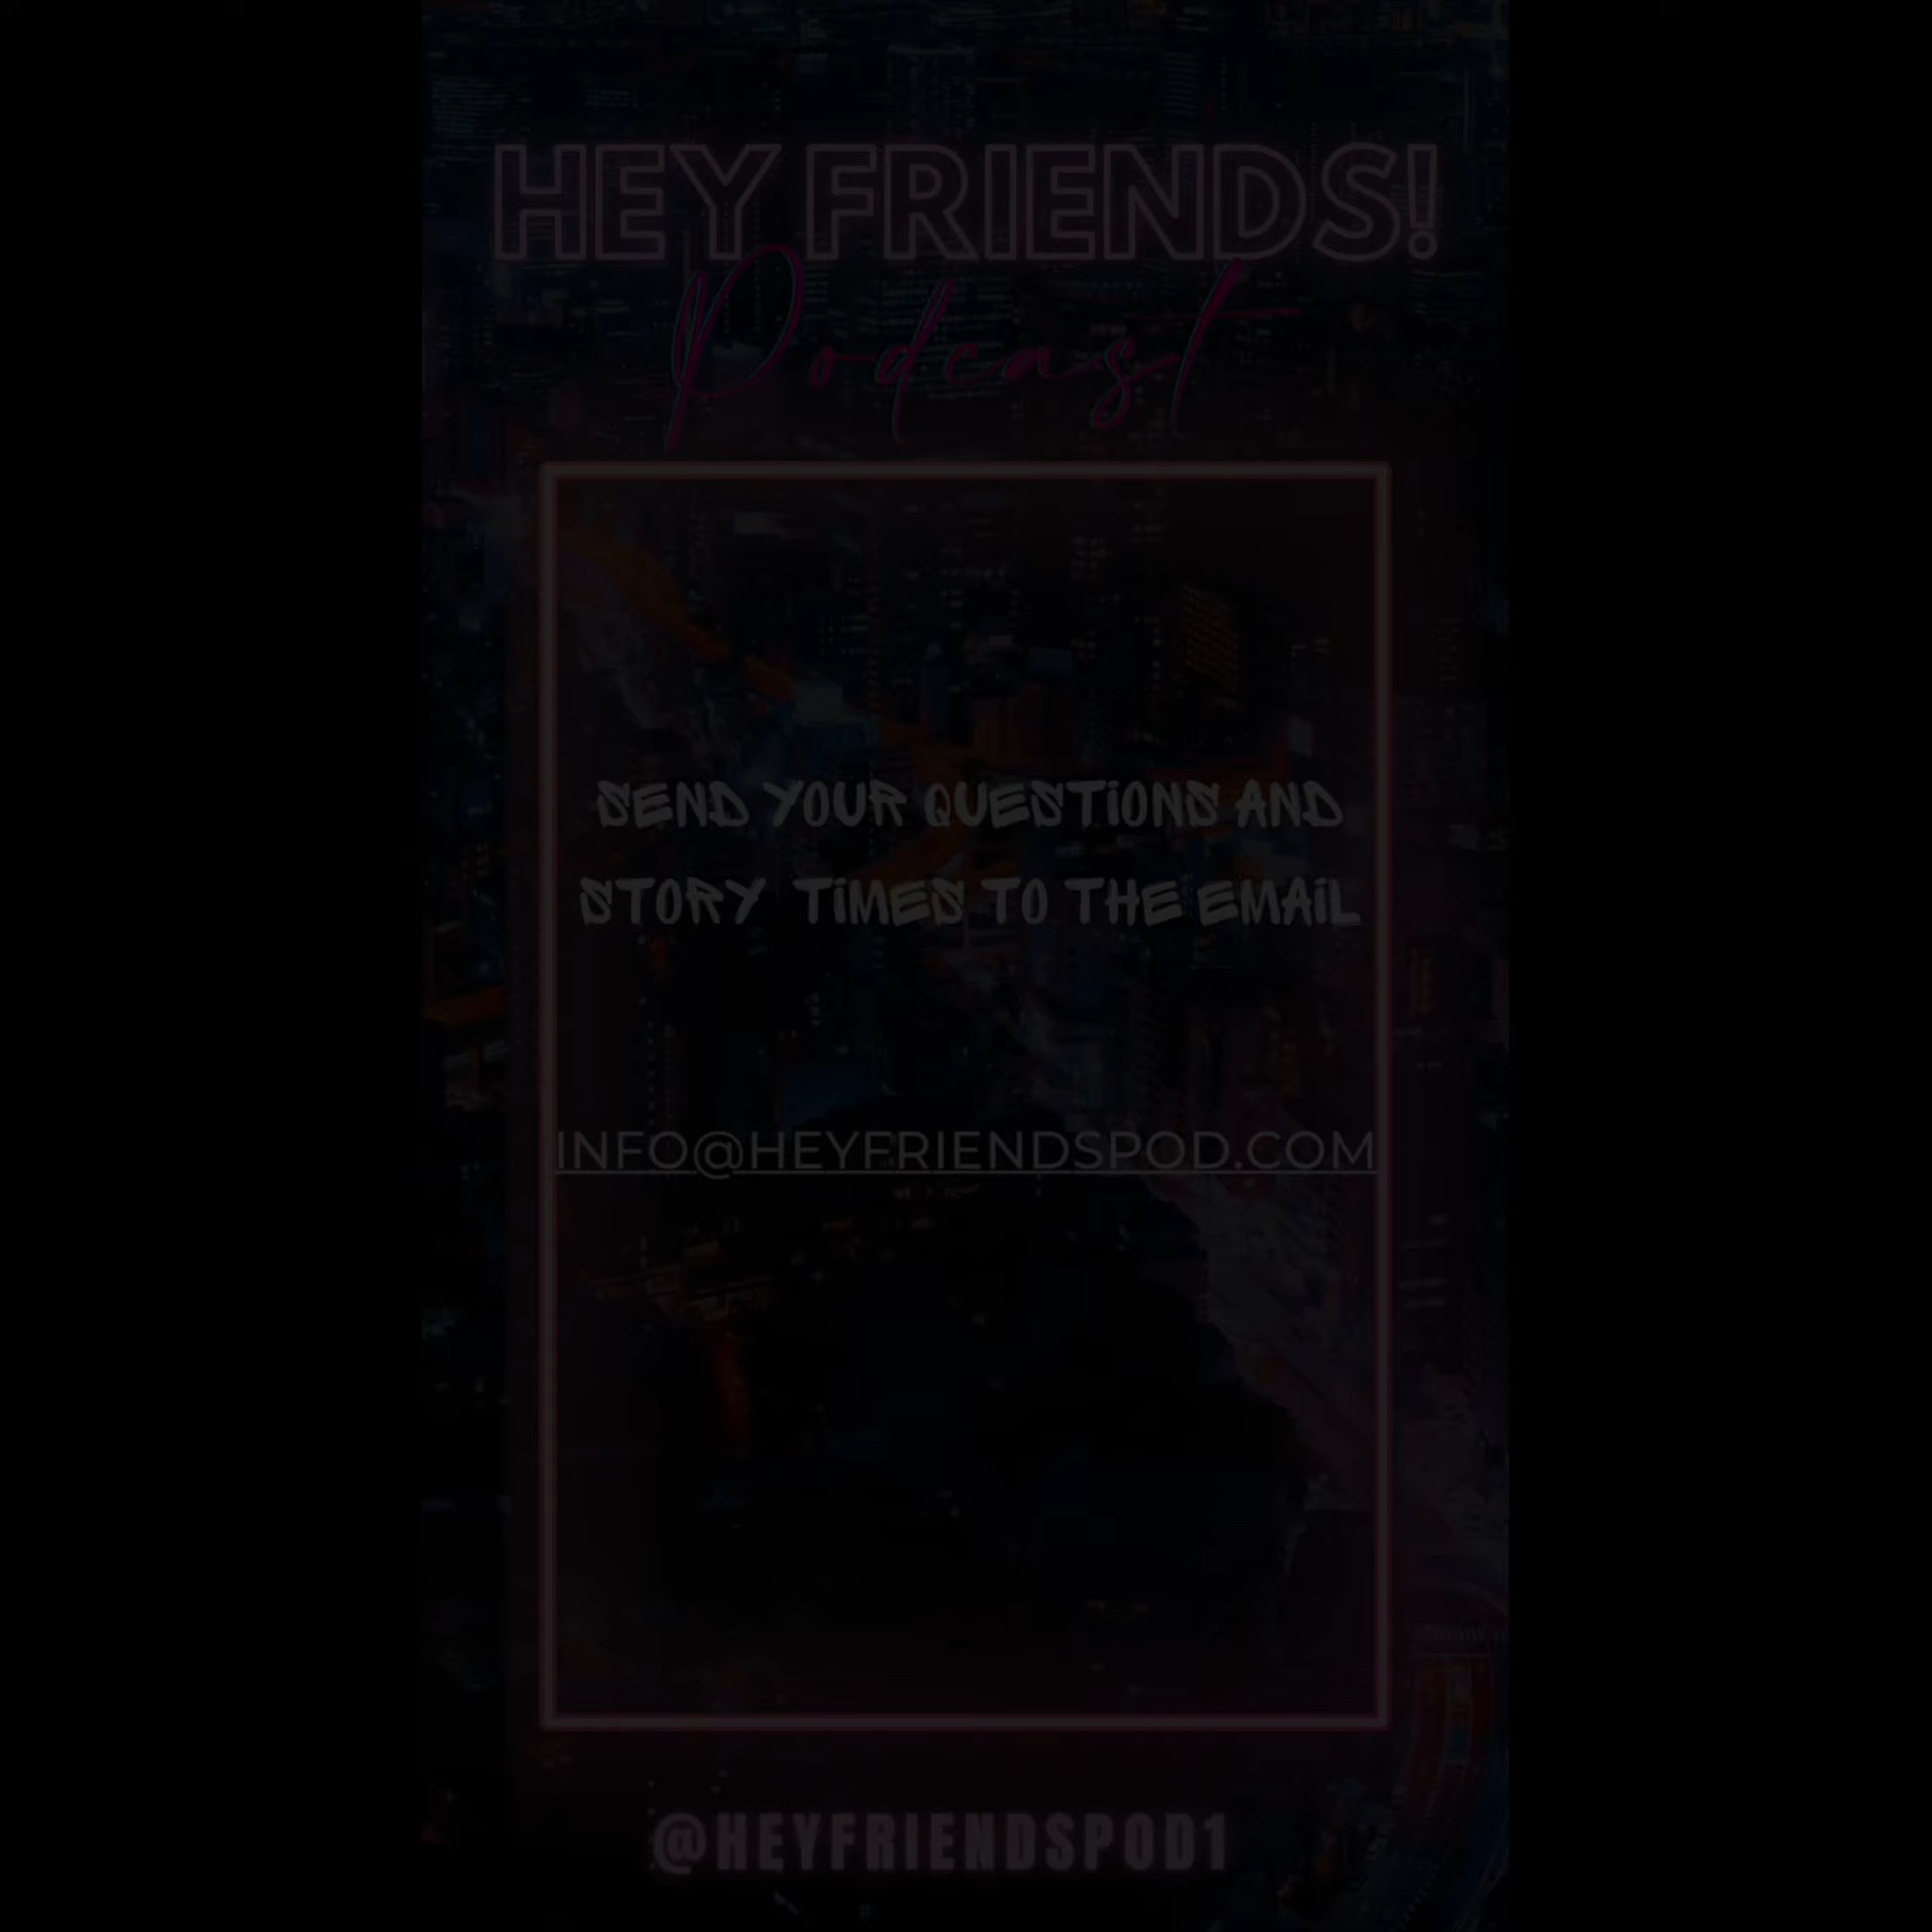 HEY FRIENDS!
Podcast
SEND YOUR QUESTIONS AND
STORY TIMES TO THE EMAIL
INFO@HEYFRIENDSPOD.COM
@HEYFRIENDSPOD1